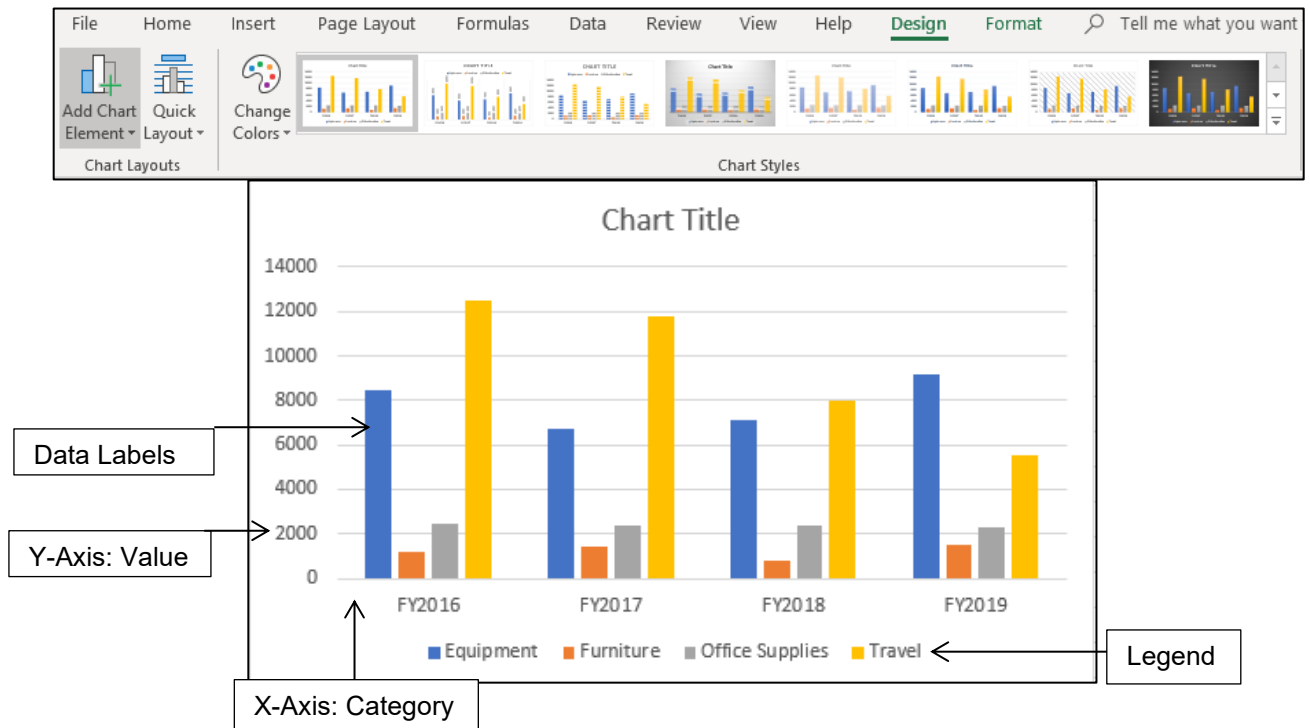 File Home Insert Page Layout Formulas Data Review View Help Design Format Tell me what you want
Add Chart Element
Quick Layout
Change Colors
Chart Title
Chart Layouts
Chart Styles
Chart Title
14000
12000
10000
8000
6000
4000
2000
0
Data Labels
Y-Axis: Value
FY2016 FY2017 FY2018 FY2019
Equipment Furniture Office Supplies Travel
Legend
X-Axis: Category